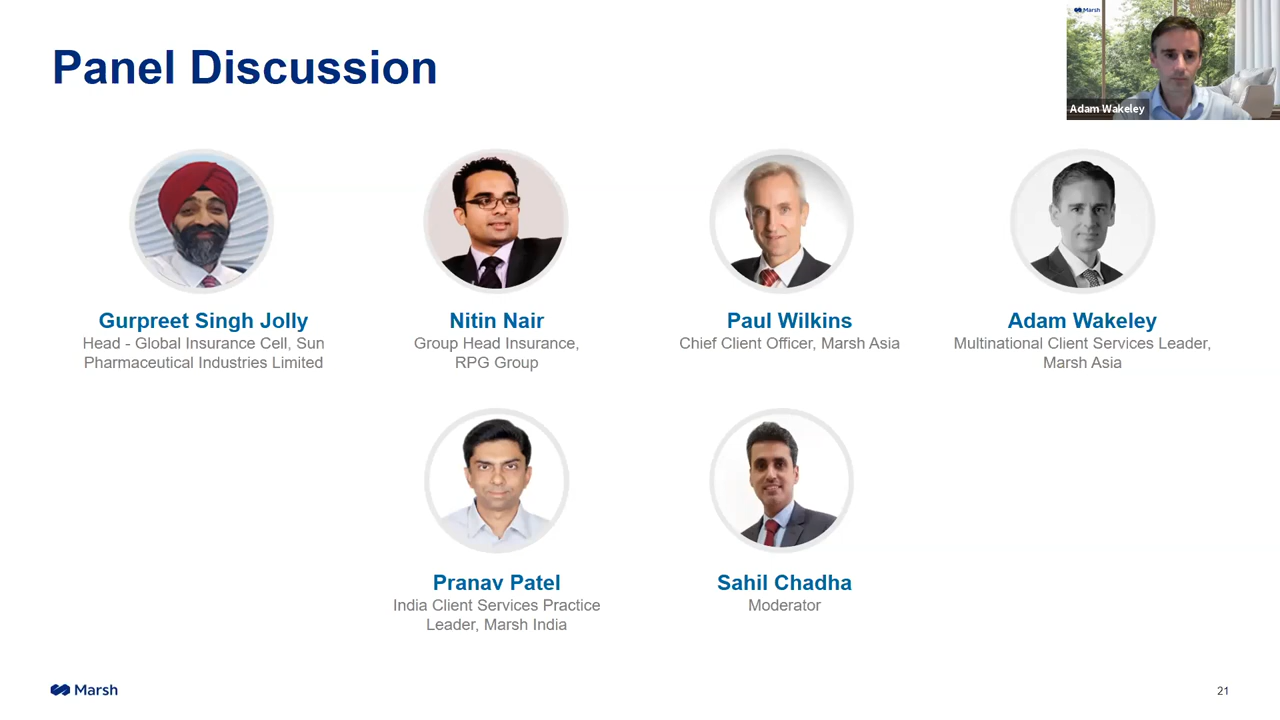 Panel Discussion
Marsh
Adam Wakeley
Gurpreet Singh Jolly
Head - Global Insurance Cell, Sun
Pharmaceutical Industries Limited
Nitin Nair
Group Head Insurance,
RPG Group
Paul Wilkins
Chief Client Officer, Marsh Asia
Adam Wakeley
Multinational Client Services Leader,
Marsh Asia
Pranav Patel
India Client Services Practice
Leader, Marsh India
Sahil Chadha
Moderator
Marsh
21